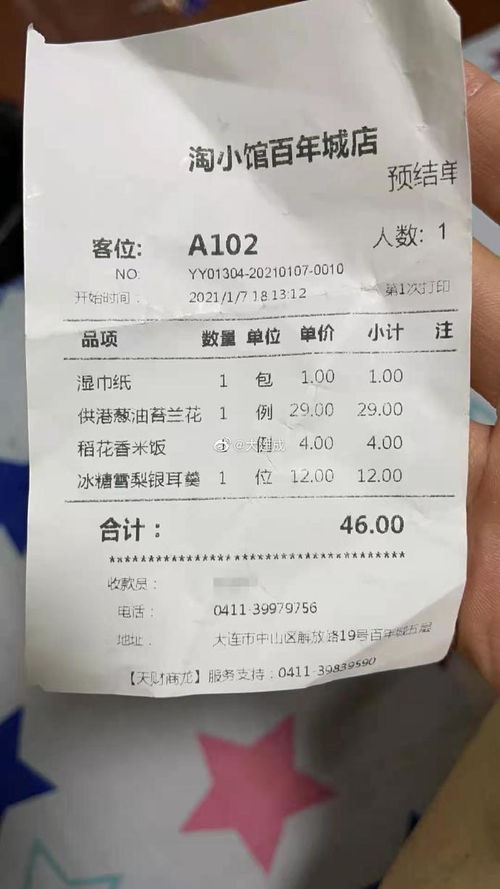 淘小馆百年城店
预结单
客位: A102 人数: 1
NO: YY01304-20210107-0010
开始时间: 2021/1/7 18:13:12 第1次打印
品项 数量 单位 单价 小计 注
湿巾纸 1 包 1.00 1.00
供港葱油苔兰花 1 例 29.00 29.00
稻花香米饭 例 4.00 4.00
冰糖雪梨银耳羹 1 位 12.00 12.00
合计: 46.00
****************************************
收款员:
电话: 0411-39979756
地址: 大连市中山区解放路19号百年城五层
【天财商龙】服务支持: 0411-39839590